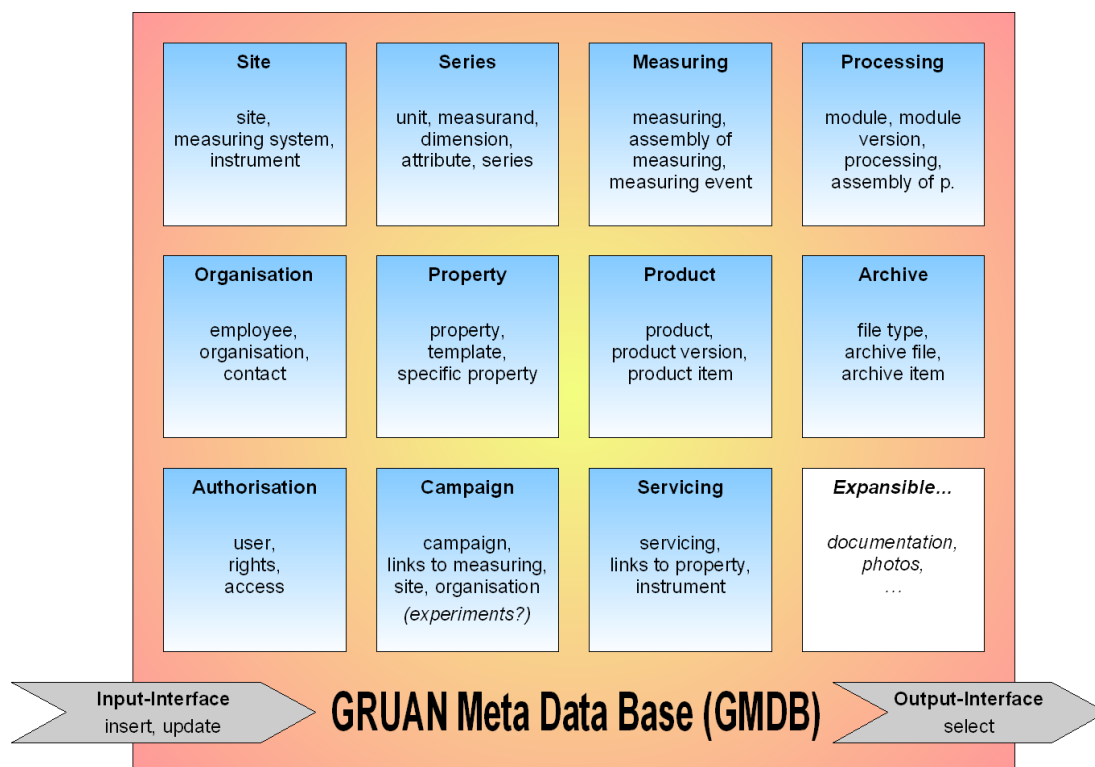 Site
site,
measuring system,
instrument
Series
unit, measurand,
dimension,
attribute, series
Measuring
measuring,
assembly of
measuring,
measuring event
Processing
module, module
version,
processing,
assembly of p.
Organisation
employee,
organisation,
contact
Property
property,
template,
specific property
Product
product,
product version,
product item
Archive
file type,
archive file,
archive item
Authorisation
user,
rights,
access
Campaign
campaign,
links to measuring,
site, organisation
(experiments?)
Servicing
servicing,
links to property,
instrument
Expansible...
documentation,
photos,
...
Input-Interface
insert, update
GRUAN Meta Data Base (GMDB)
Output-Interface
select